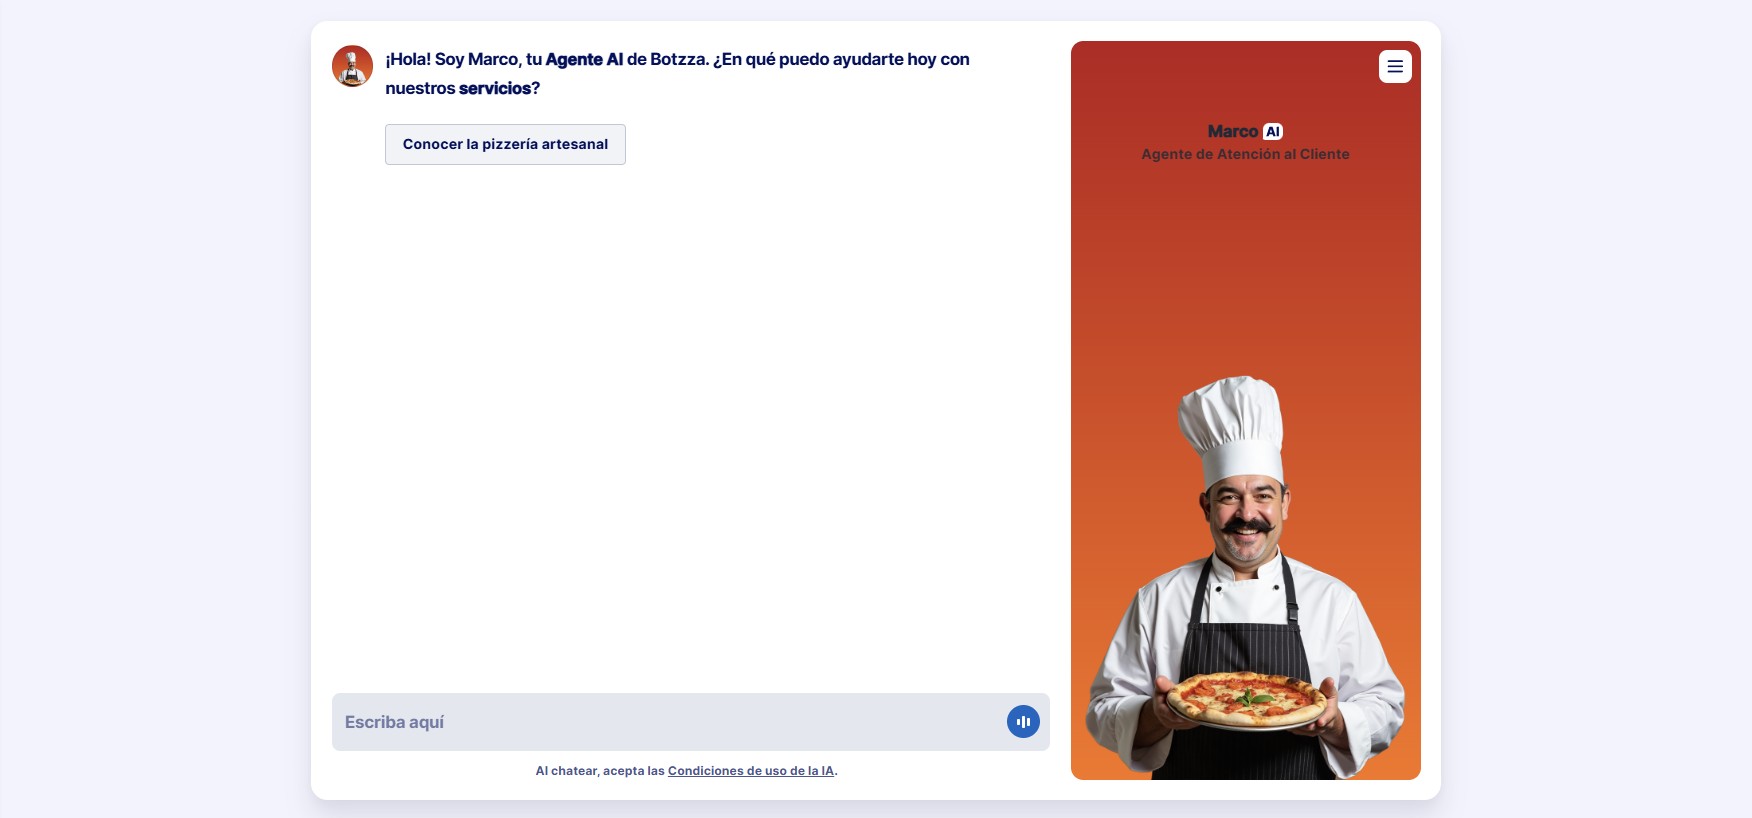 ¡Hola! Soy Marco, tu Agente AI de Botzza. ¿En qué puedo ayudarte hoy con
nuestros servicios?
Conocer la pizzería artesanal
Escriba aquí
Al chatear, acepta las Condiciones de uso de la IA.
Marco AI
Agente de Atención al Cliente